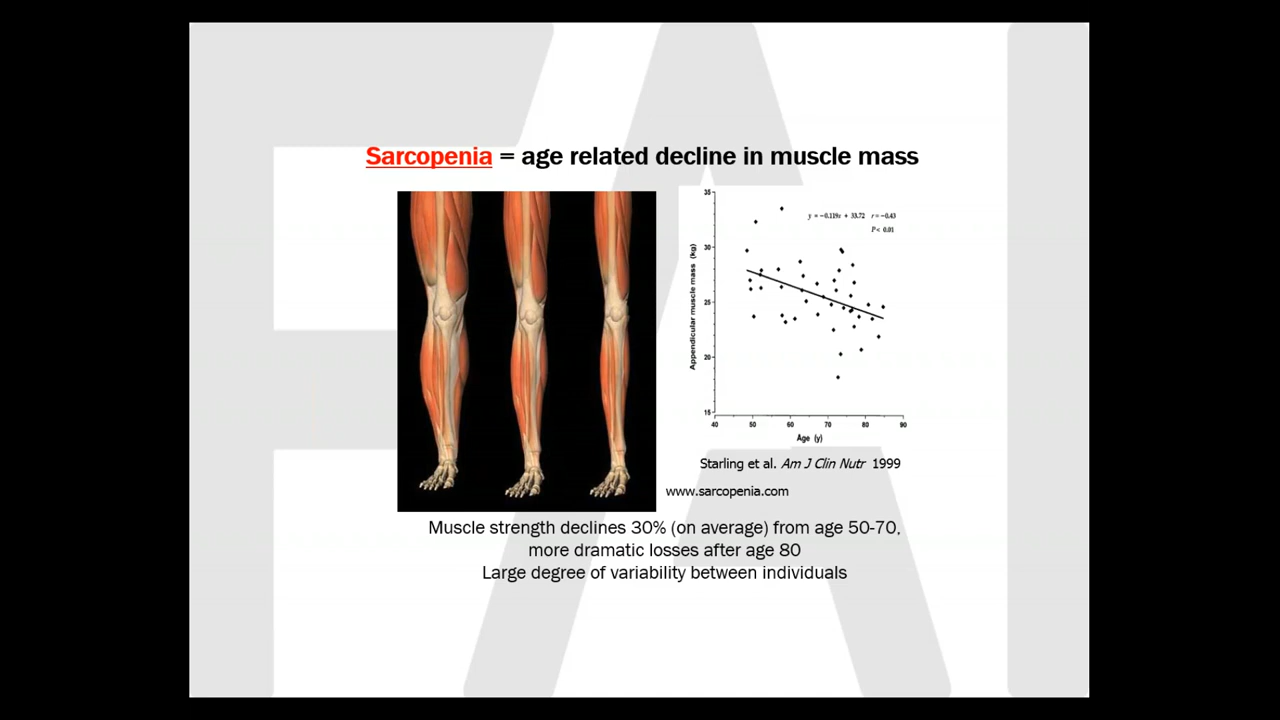 Sarcopenia = age related decline in muscle mass
35
30
25
20
15
Appendicular muscle mass (kg)
y = −0.119x + 33.72 r = −0.43
P < 0.01
40 50 60 70 80 90
Age (y)
Starling et al. Am J Clin Nutr 1999
www.sarcopenia.com
Muscle strength declines 30% (on average) from age 50-70,
more dramatic losses after age 80
Large degree of variability between individuals